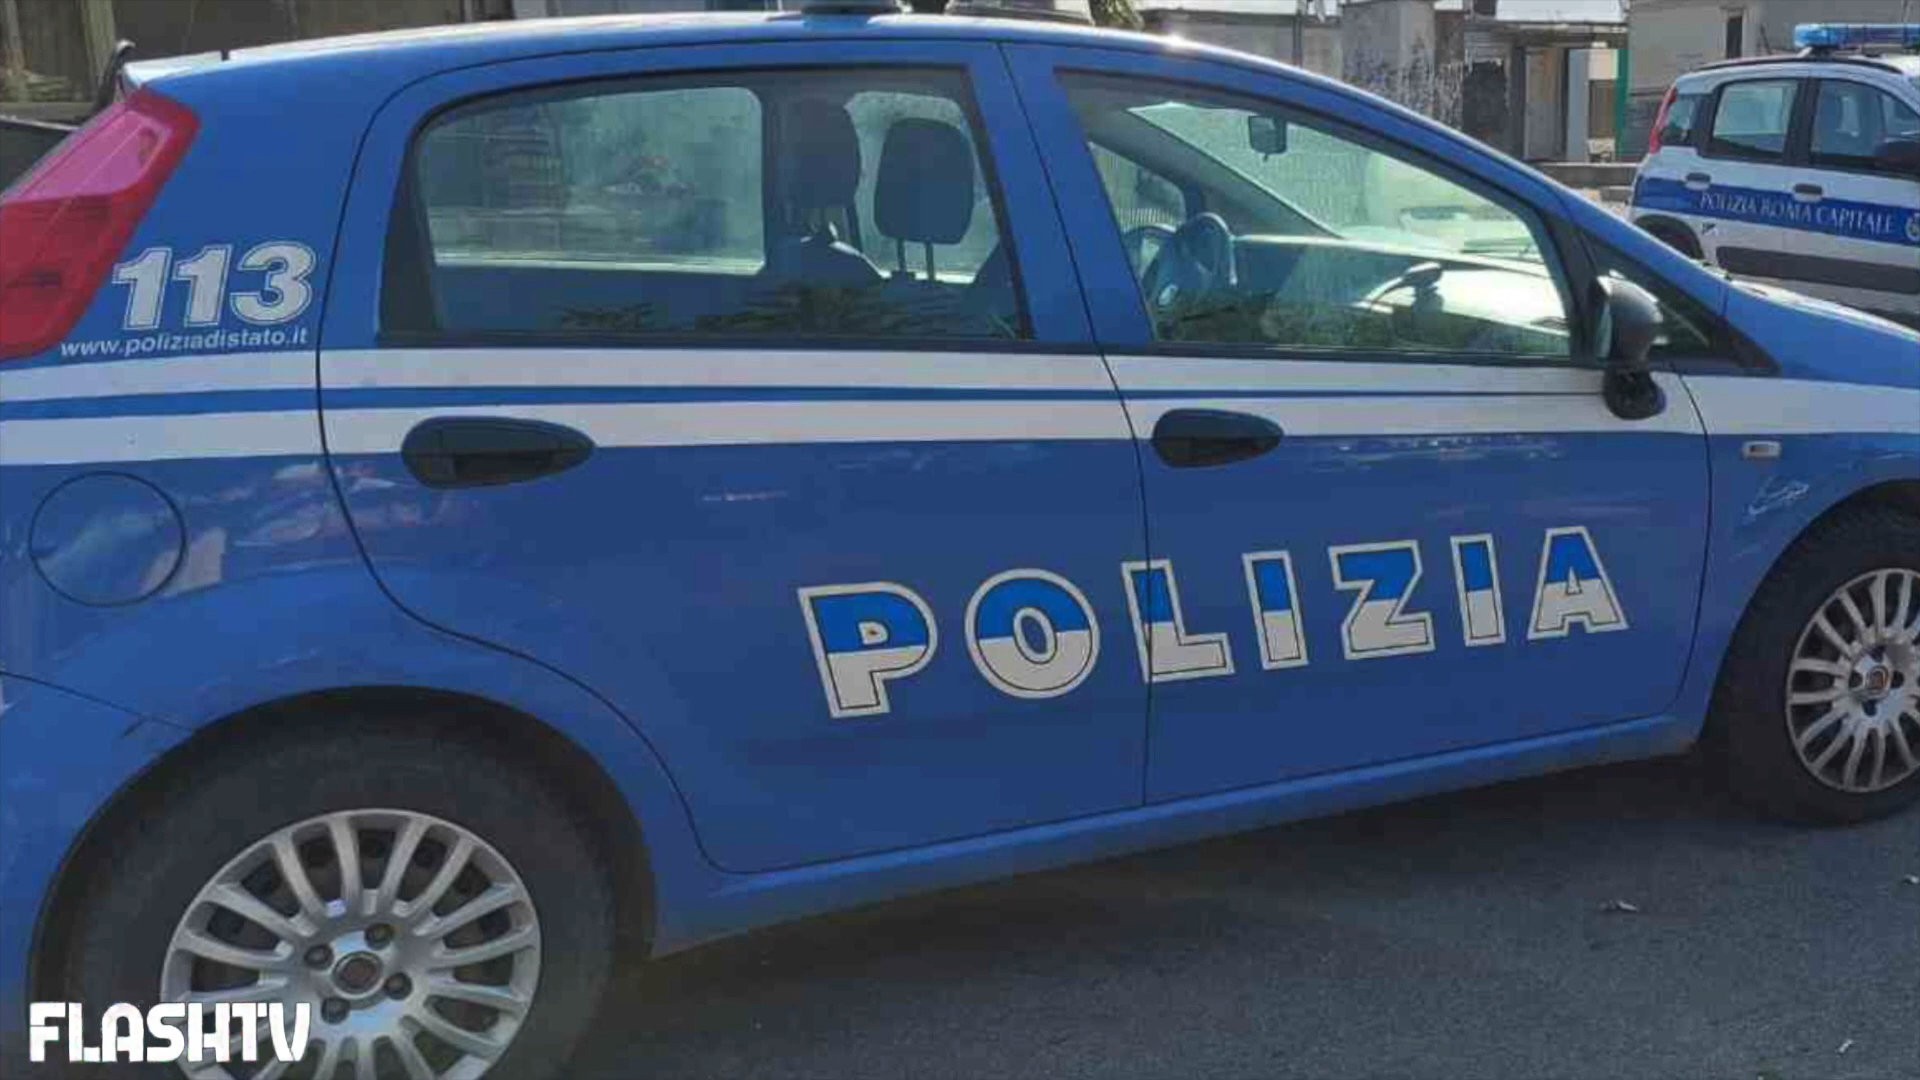 113
www.poliziadistato.it
POLIZIA ROMA CAPITALE
POLIZIA
FLASHTV